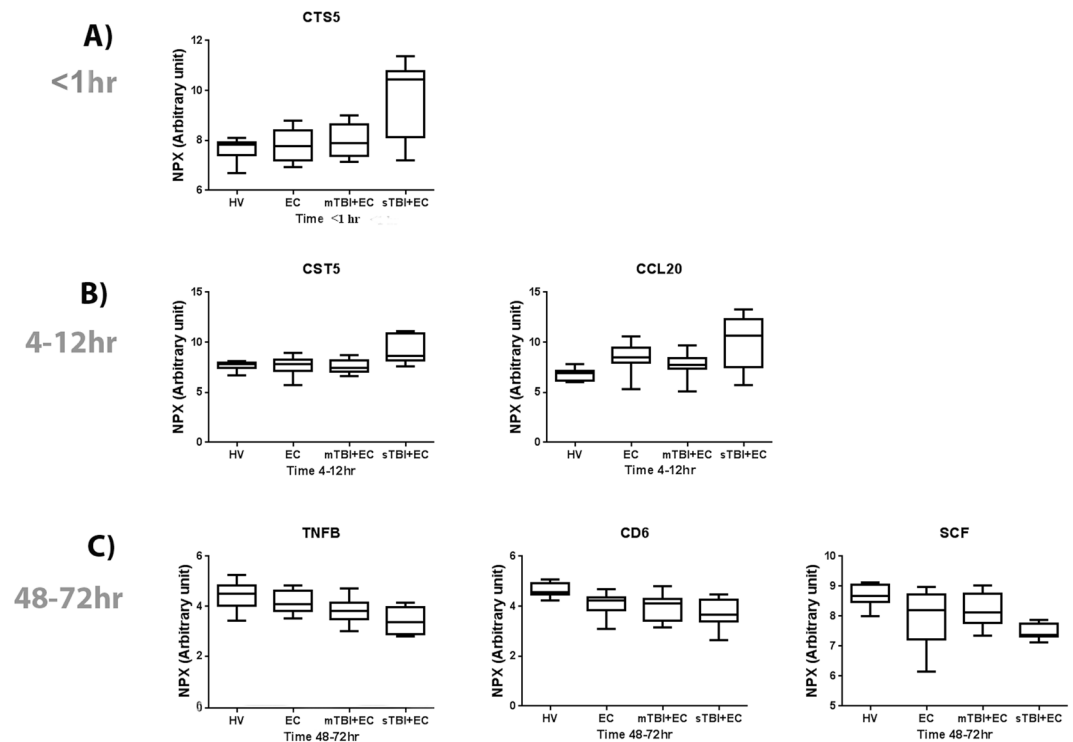 A)
<1hr
CTS5
NPX (Arbitrary unit)
12
10
8
6
HV EC mTBI+EC sTBI+EC
Time <1 hr
B)
4-12hr
CST5
NPX (Arbitrary unit)
15
10
5
0
HV EC mTBI+EC sTBI+EC
Time 4-12hr
CCL20
NPX (Arbitrary unit)
15
10
5
0
HV EC mTBI+EC sTBI+EC
Time 4-12hr
C)
48-72hr
TNFB
NPX (Arbitrary unit)
6
4
2
0
HV EC mTBI+EC sTBI+EC
Time 48-72hr
CD6
NPX (Arbitrary unit)
6
4
2
0
HV EC mTBI+EC sTBI+EC
Time 48-72hr
SCF
NPX (Arbitrary unit)
10
9
8
7
6
5
HV EC mTBI+EC sTBI+EC
Time 48-72hr